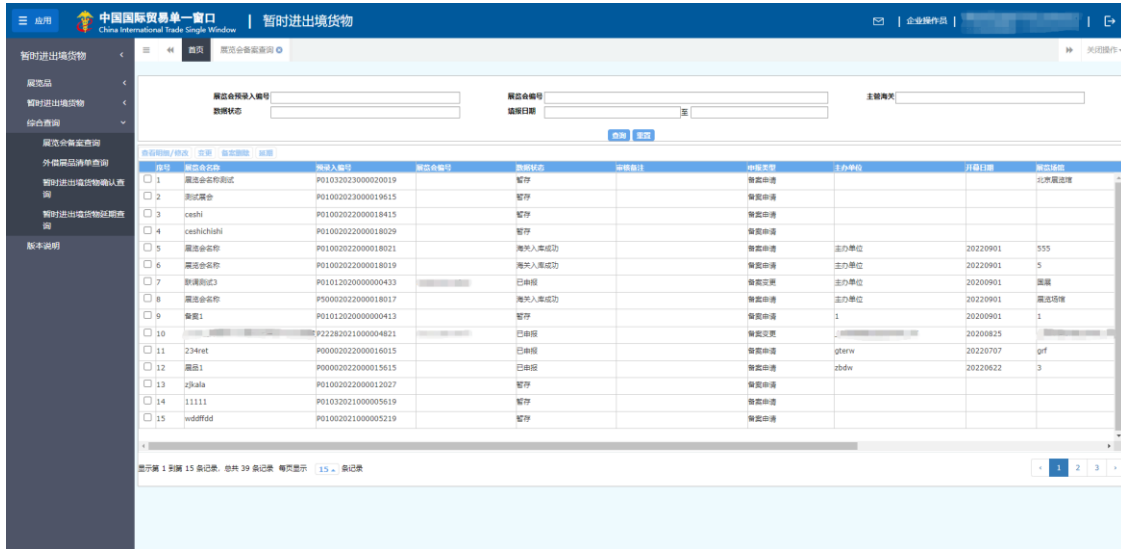 应用 中国国际贸易单一窗口 暂时进出境货物 企业操作员
China International Trade Single Window
暂时进出境货物 首页 展览会备案查询 关闭操作
展览品
暂时进出境货物
综合查询
展览会备案查询
外借展品清单查询
暂时进出境货物确认查询
暂时进出境货物延期查询
版本说明
展览会预录入编号 展览会编号 主管海关
数据状态 填报日期 至
查询 重置
查看明细/修改 变更 备案删除 延期
序号 展览会名称 预录入编号 展览会编号 数据状态 审核备注 申报类型 主办单位 开幕日期 展览场馆
1 展览会名称测试 P01032023000020019 暂存 备案申请 北京展览馆
2 测试展会 P01002023000019615 暂存 备案申请
3 ceshi P01002022000018415 暂存 备案申请
4 ceshichishi P01002022000018029 暂存 备案申请
5 展览会名称 P01002022000018021 海关入库成功 备案申请 主办单位 20220901 555
6 展览会名称 P01002022000018019 海关入库成功 备案申请 主办单位 20220901 5
7 联调测试3 P01012020000000433 已申报 备案变更 主办单位 20200901 国展
8 展览会名称 P50002022000018017 海关入库成功 备案申请 主办单位 20220901 展览场馆
9 备案1 P01012020000000413 暂存 备案申请 1 20200901 1
10 P22282021000004821 已申报 备案变更 20200825
11 234ret P00002022000016015 已申报 备案申请 gterw 20220707 grf
12 展品1 P00002022000015615 已申报 备案申请 zbdw 20220622 3
13 zjkala P01002022000012027 暂存 备案申请
14 11111 P01032021000005619 暂存 备案申请
15 wddffdd P01002021000005219 暂存 备案申请
显示第 1 到第 15 条记录，总共 39 条记录 每页显示 15 条记录 1 2 3